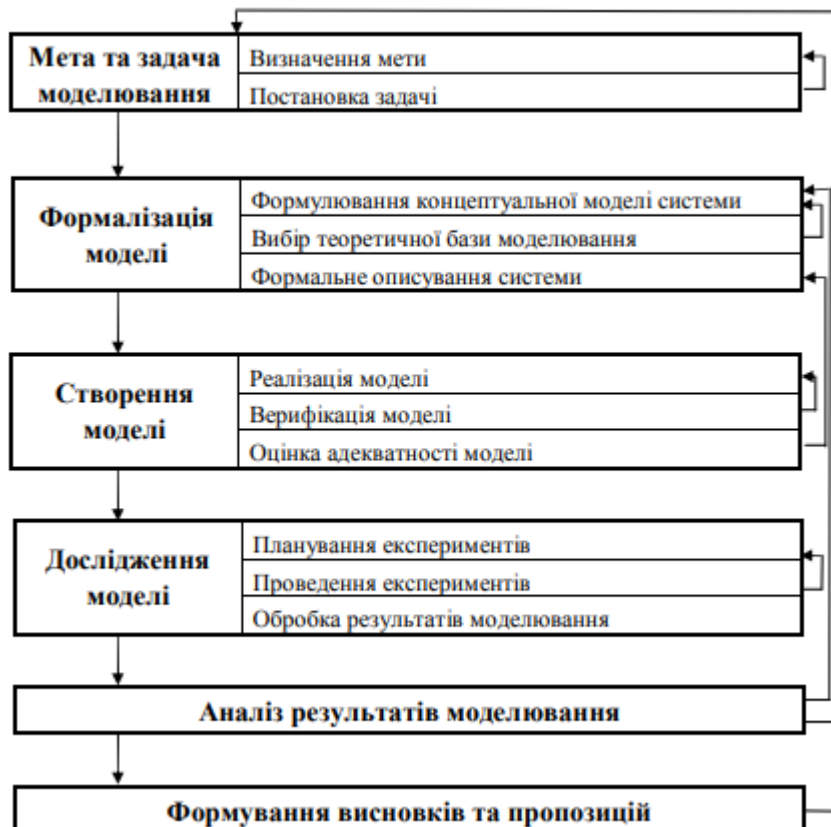 Мета та задача
моделювання
Визначення мети
Постановка задачі
Формалізація
моделі
Формулювання концептуальної моделі системи
Вибір теоретичної бази моделювання
Формальне описування системи
Створення
моделі
Реалізація моделі
Верифікація моделі
Оцінка адекватності моделі
Дослідження
моделі
Планування експериментів
Проведення експериментів
Обробка результатів моделювання
Аналіз результатів моделювання
Формування висновків та пропозицій